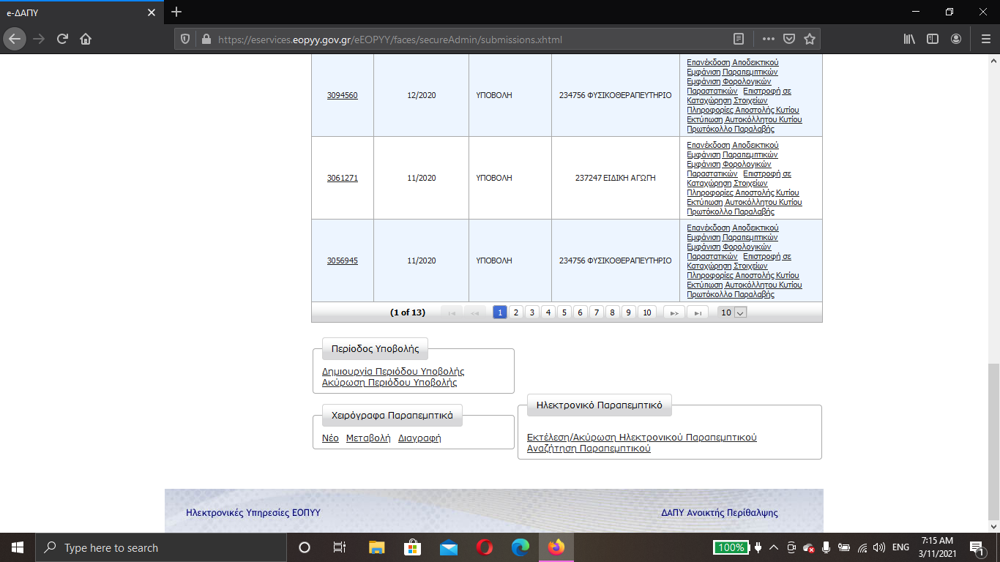 e-ΔΑΠΥ
https://eservices.eopyy.gov.gr/eEOPYY/faces/secureAdmin/submissions.xhtml
3094560 12/2020 ΥΠΟΒΟΛΗ 234756 ΦΥΣΙΚΟΘΕΡΑΠΕΥΤΗΡΙΟ
Επανέκδοση Αποδεικτικού
Εμφάνιση Παραπεμπτικών
Εμφάνιση Φορολογικών
Παραστατικών Επιστροφή σε
Καταχώρηση Στοιχείων
Πληροφορίες Αποστολής Κυτίου
Εκτύπωση Αυτοκόλλητου Κυτίου
Πρωτόκολλο Παραλαβής
3061271 11/2020 ΥΠΟΒΟΛΗ 237247 ΕΙΔΙΚΗ ΑΓΩΓΗ
Επανέκδοση Αποδεικτικού
Εμφάνιση Παραπεμπτικών
Εμφάνιση Φορολογικών
Παραστατικών Επιστροφή σε
Καταχώρηση Στοιχείων
Πληροφορίες Αποστολής Κυτίου
Εκτύπωση Αυτοκόλλητου Κυτίου
Πρωτόκολλο Παραλαβής
3056945 11/2020 ΥΠΟΒΟΛΗ 234756 ΦΥΣΙΚΟΘΕΡΑΠΕΥΤΗΡΙΟ
Επανέκδοση Αποδεικτικού
Εμφάνιση Παραπεμπτικών
Εμφάνιση Φορολογικών
Παραστατικών Επιστροφή σε
Καταχώρηση Στοιχείων
Πληροφορίες Αποστολής Κυτίου
Εκτύπωση Αυτοκόλλητου Κυτίου
Πρωτόκολλο Παραλαβής
(1 of 13) 1 2 3 4 5 6 7 8 9 10 10
Περίοδος Υποβολής
Δημιουργία Περιόδου Υποβολής
Ακύρωση Περιόδου Υποβολής
Χειρόγραφα Παραπεμπτικά
Νέο Μεταβολή Διαγραφή
Ηλεκτρονικό Παραπεμπτικό
Εκτέλεση/Ακύρωση Ηλεκτρονικού Παραπεμπτικού
Αναζήτηση Παραπεμπτικού
Ηλεκτρονικές Υπηρεσίες ΕΟΠΥΥ ΔΑΠΥ Ανοικτής Περίθαλψης
Type here to search
100% ENG
7:15 AM
3/11/2021
1